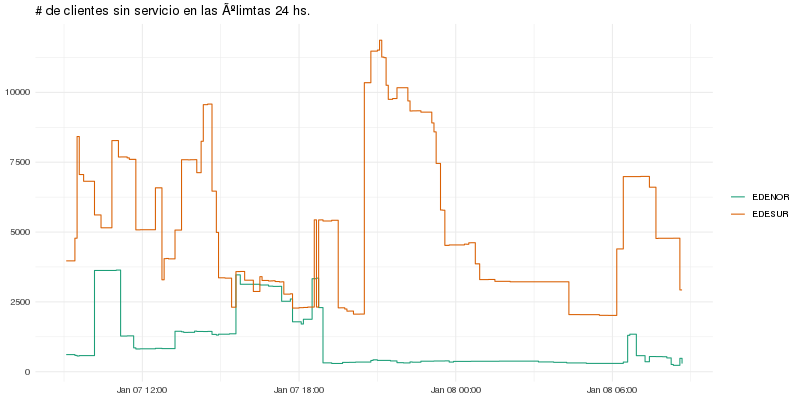 # de clientes sin servicio en las Ãºlimtas 24 hs.
10000
7500
5000
2500
0
Jan 07 12:00
Jan 07 18:00
Jan 08 00:00
Jan 08 06:00
EDENOR
EDESUR